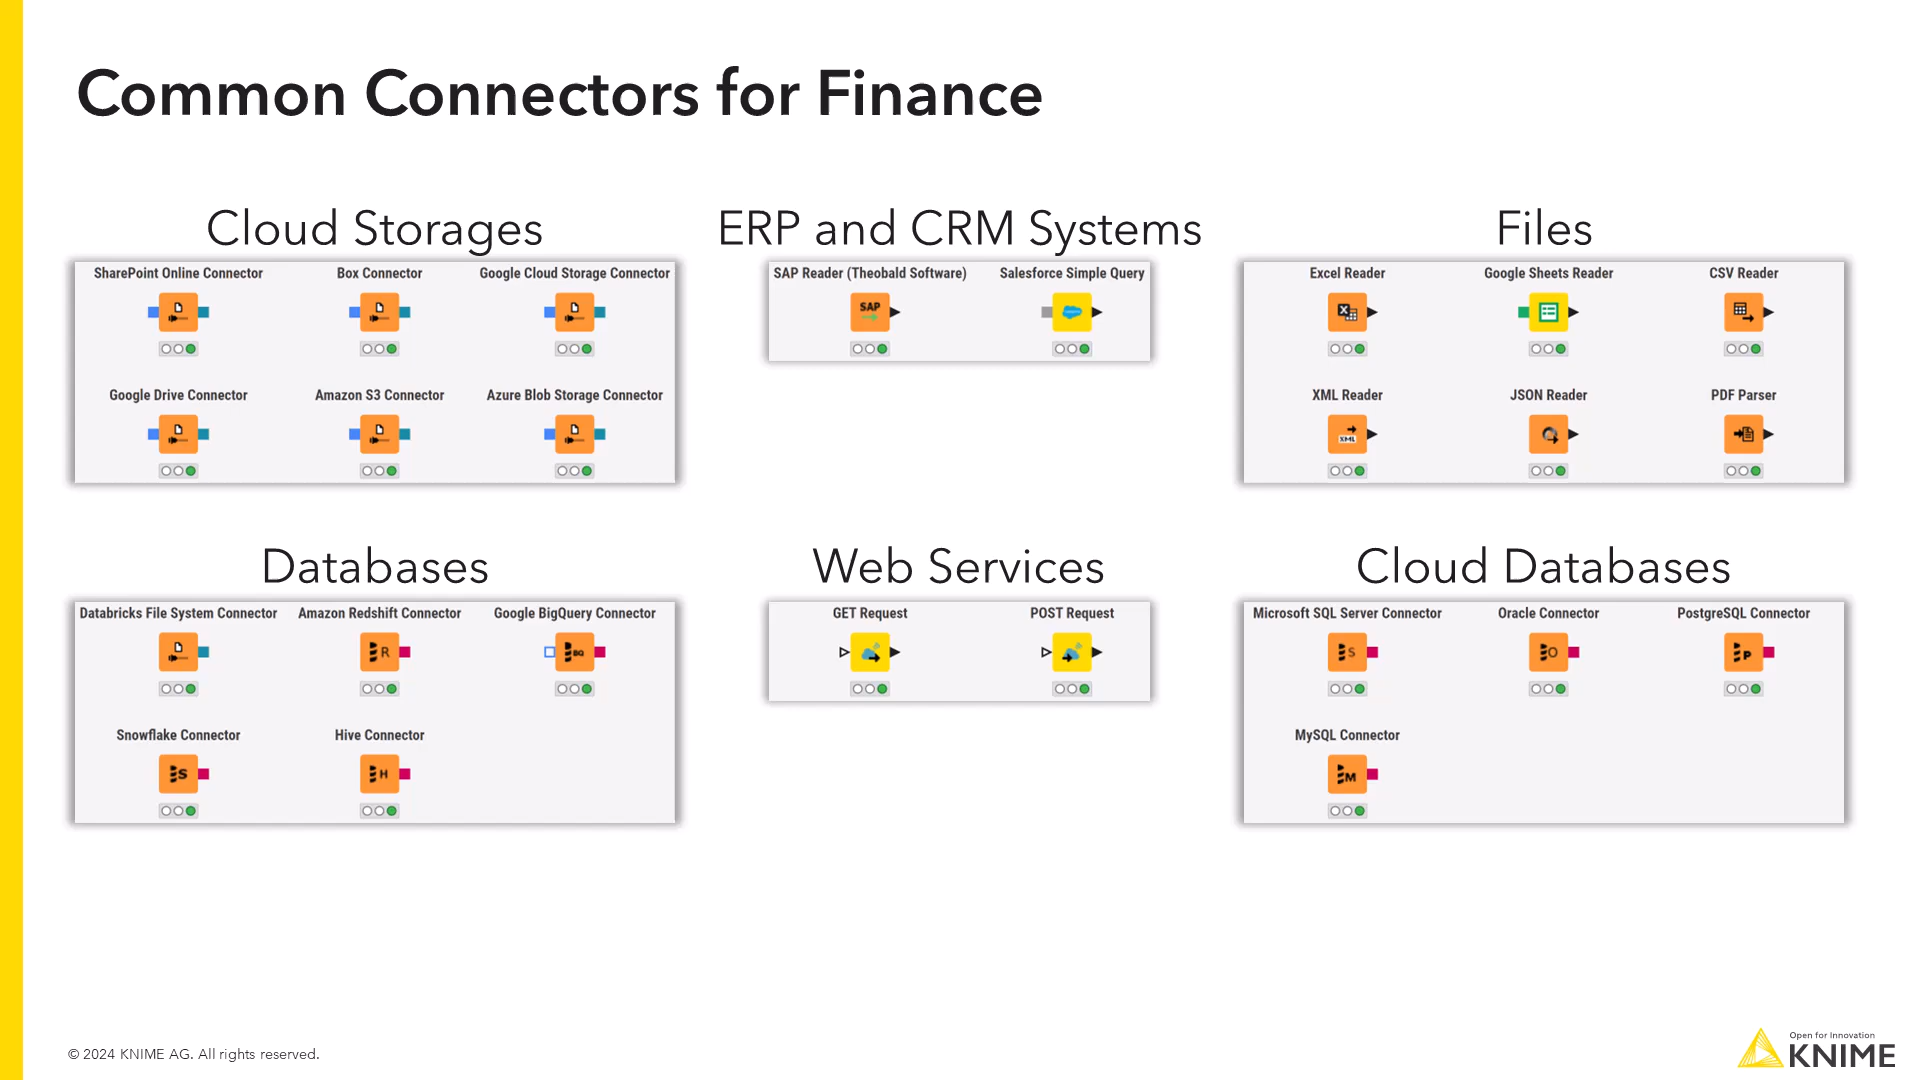 Common Connectors for Finance
Cloud Storages
SharePoint Online Connector
Box Connector
Google Cloud Storage Connector
Google Drive Connector
Amazon S3 Connector
Azure Blob Storage Connector
ERP and CRM Systems
SAP Reader (Theobald Software)
SAP
Salesforce Simple Query
Files
Excel Reader
X
Google Sheets Reader
CSV Reader
XML Reader
XML
JSON Reader
PDF Parser
Databases
Databricks File System Connector
Amazon Redshift Connector
R
Google BigQuery Connector
BQ
Snowflake Connector
S
Hive Connector
H
Web Services
GET Request
POST Request
Cloud Databases
Microsoft SQL Server Connector
S
Oracle Connector
O
PostgreSQL Connector
P
MySQL Connector
M
© 2024 KNIME AG. All rights reserved.
Open for Innovation
KNIME